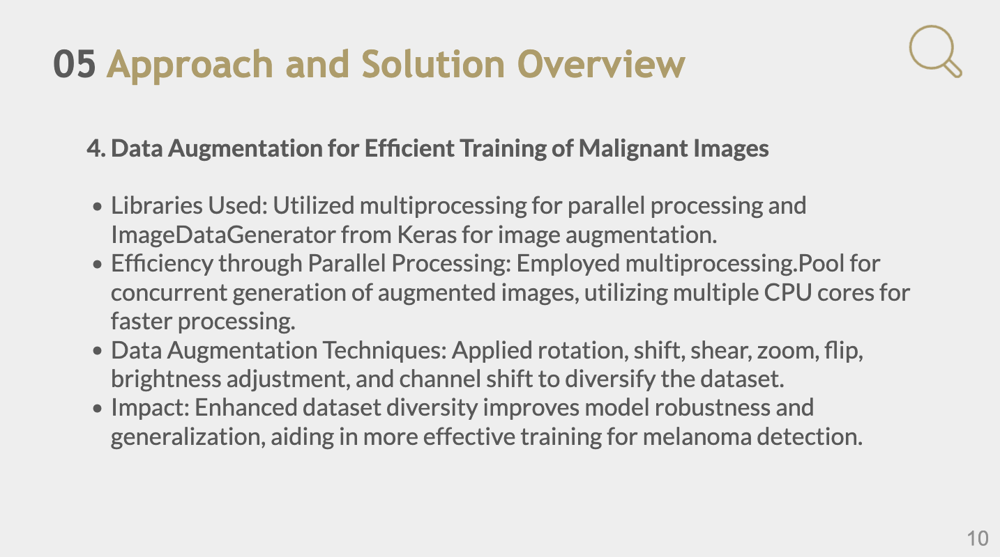 05 Approach and Solution Overview
4. Data Augmentation for Efficient Training of Malignant Images
• Libraries Used: Utilized multiprocessing for parallel processing and
ImageDataGenerator from Keras for image augmentation.
• Efficiency through Parallel Processing: Employed multiprocessing.Pool for
concurrent generation of augmented images, utilizing multiple CPU cores for
faster processing.
• Data Augmentation Techniques: Applied rotation, shift, shear, zoom, flip,
brightness adjustment, and channel shift to diversify the dataset.
• Impact: Enhanced dataset diversity improves model robustness and
generalization, aiding in more effective training for melanoma detection.
10